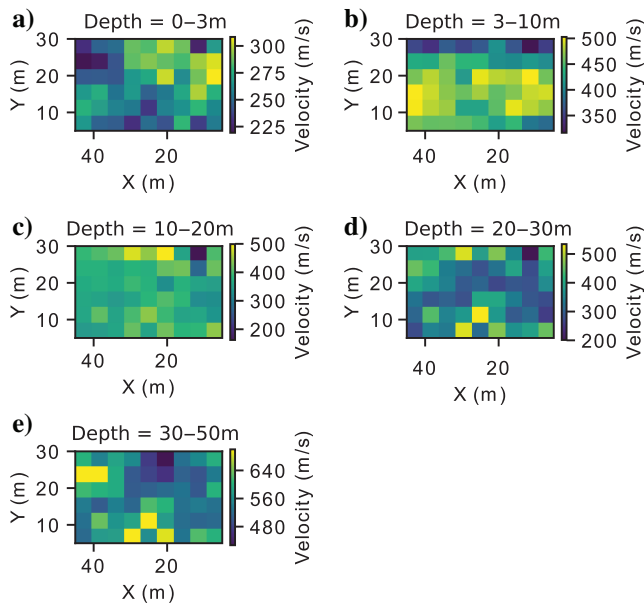 a) Depth = 0–3m
30
20
10
Y (m)
40 20
X (m)
300
275
250
225
Velocity (m/s)
b) Depth = 3–10m
30
20
10
Y (m)
40 20
X (m)
500
450
400
350
Velocity (m/s)
c) Depth = 10–20m
30
20
10
Y (m)
40 20
X (m)
500
400
300
200
Velocity (m/s)
d) Depth = 20–30m
30
20
10
Y (m)
40 20
X (m)
500
400
300
200
Velocity (m/s)
e) Depth = 30–50m
30
20
10
Y (m)
40 20
X (m)
640
560
480
Velocity (m/s)